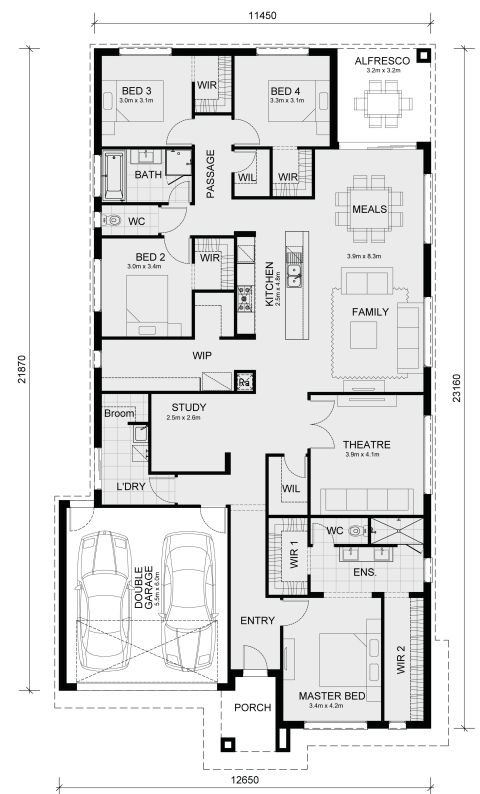 11450
ALFRESCO
3.2m x 3.2m
BED 3
3.0m x 3.1m
WIR
BED 4
3.3m x 3.1m
PASSAGE
BATH
WIL
WIR
MEALS
WC
3.9m x 8.3m
BED 2
3.0m x 3.4m
WIR
KITCHEN
2.5m x 4.8m
FAMILY
WIP
21870
23160
Broom
STUDY
2.5m x 2.6m
THEATRE
3.9m x 4.1m
L'DRY
WIL
WC
WIR 1
DOUBLE
GARAGE
5.5m x 6.0m
ENS.
ENTRY
WIR 2
MASTER BED
3.4m x 4.2m
PORCH
12650